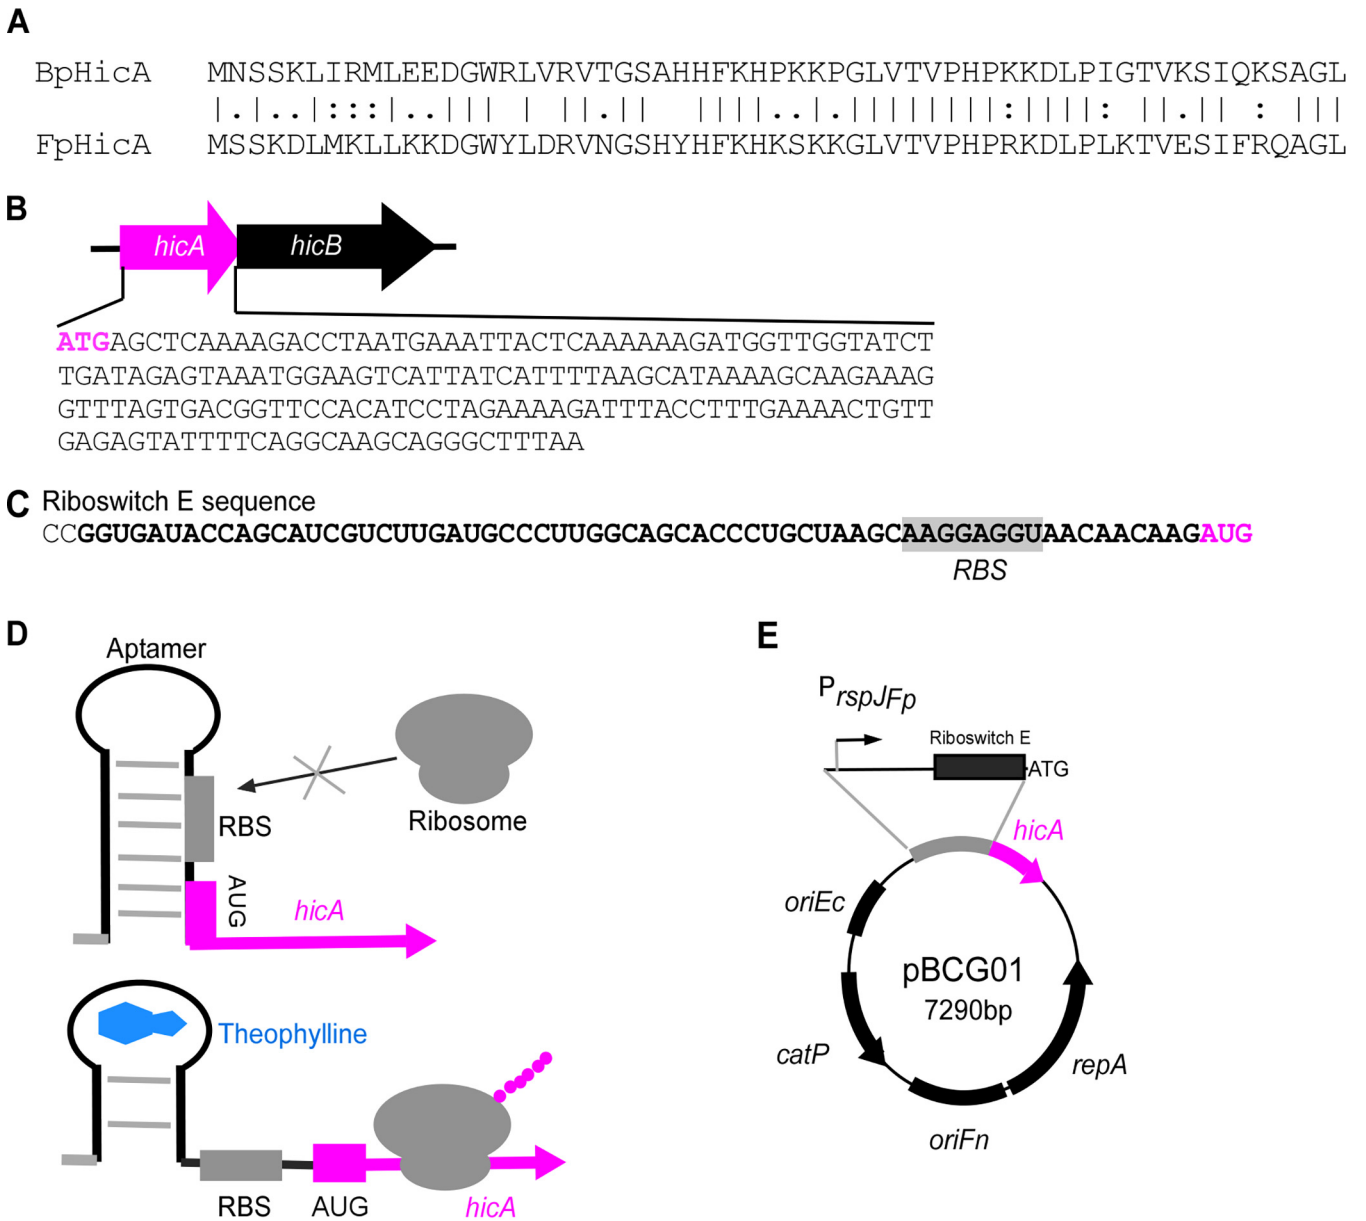 A
BpHicA MNSSKLIRMLEEDGWRLVRVTGSAHHFKHPKKPGLVTVPHPKKDLPIGTVKSIQKSAGL
|.|..|:::|..||| | ||.|| ||||..|.|||||||||:||||: ||.|| : |||
FpHicA MSSKDLMKLLKKDGWYLDRVNGSHYHFKHKSKKGLVTVPHPRKDLPLKTVESIFRQAGL
B
hicA hicB
ATGAGCTCAAAAGACCTAATGAAATTACTCAAAAAAGATGGTTGGTATCT
TGATAGAGTAAATGGAAGTCATTATCATTTTAAGCATAAAAGCAAGAAAG
GTTTAGTGACGGTTCCACATCCTAGAAAAGATTTACCTTTGAAAACTGTT
GAGAGTATTTTCAGGCAAGCAGGGCTTTAA
C Riboswitch E sequence
CCGGUGAUACCAGCAUCGUCUUGAUGCCCUUGGCAGCACCCUGCUAAGCAAGGAGGUAACAACAAGAUG
RBS
D
Aptamer
RBS
Ribosome
AUG
hicA
Theophylline
RBS AUG hicA
E
PrspJFp
Riboswitch E
ATG
hicA
oriEc
pBCG01
7290bp
catP
repA
oriFn